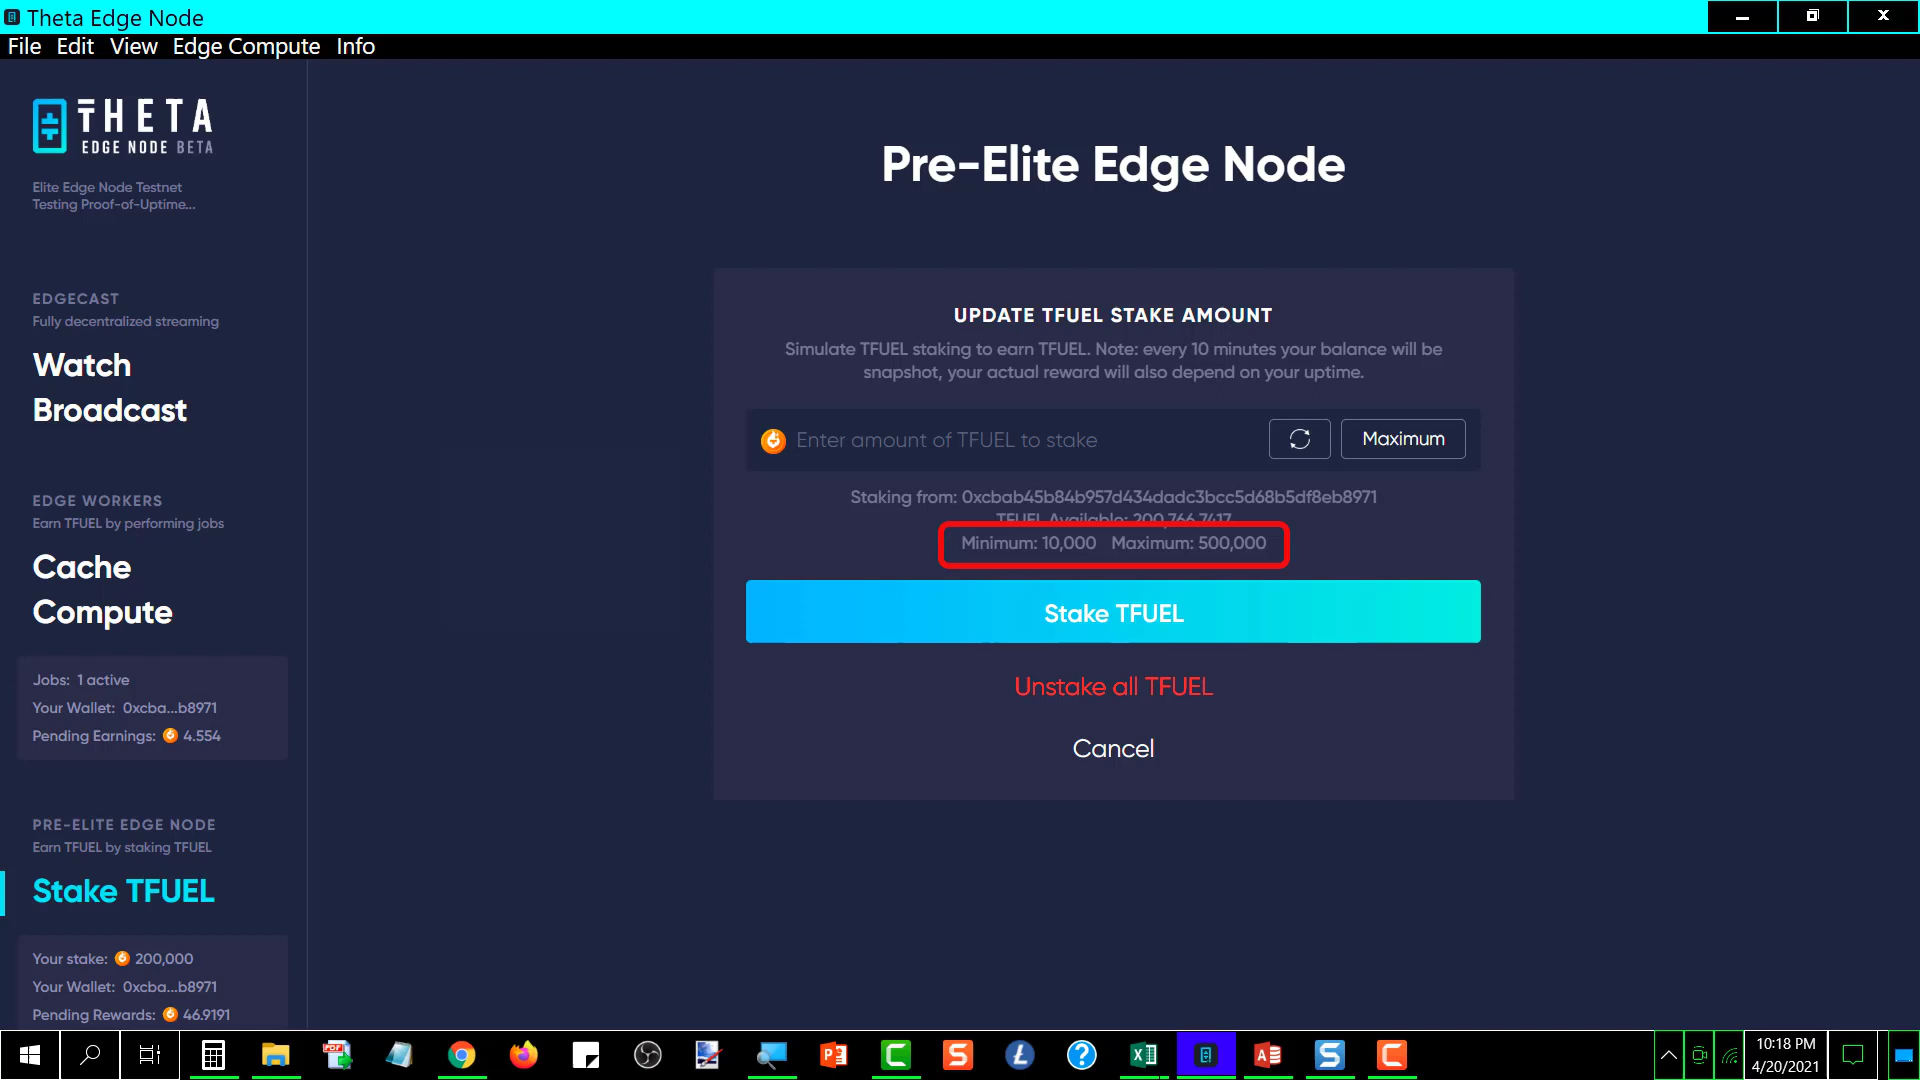 Theta Edge Node
File Edit View Edge Compute Info
THETA
EDGE NODE BETA
Elite Edge Node Testnet
Testing Proof-of-Uptime...
EDGECAST
Fully decentralized streaming
Watch
Broadcast
EDGE WORKERS
Earn TFUEL by performing jobs
Cache
Compute
Jobs: 1 active
Your Wallet: 0xcba...b8971
Pending Earnings: 4.554
PRE-ELITE EDGE NODE
Earn TFUEL by staking TFUEL
Stake TFUEL
Your stake: 200,000
Your Wallet: 0xcba...b8971
Pending Rewards: 46.9191
Pre-Elite Edge Node
UPDATE TFUEL STAKE AMOUNT
Simulate TFUEL staking to earn TFUEL. Note: every 10 minutes your balance will be
snapshot, your actual reward will also depend on your uptime.
Enter amount of TFUEL to stake
Maximum
Staking from: 0xcbab45b84b957d434dadc3bcc5d68b5df8eb8971
TFUEL Available: 200,766.7417
Minimum: 10,000 Maximum: 500,000
Stake TFUEL
Unstake all TFUEL
Cancel
10:18 PM
4/20/2021